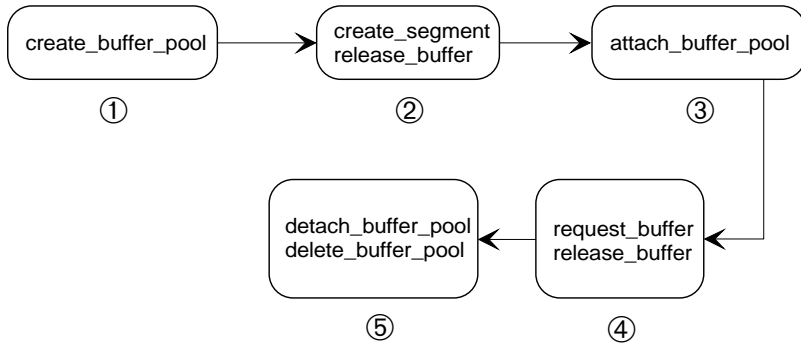 create_buffer_pool
①
create_segment
release_buffer
②
attach_buffer_pool
③
request_buffer
release_buffer
④
detach_buffer_pool
delete_buffer_pool
⑤